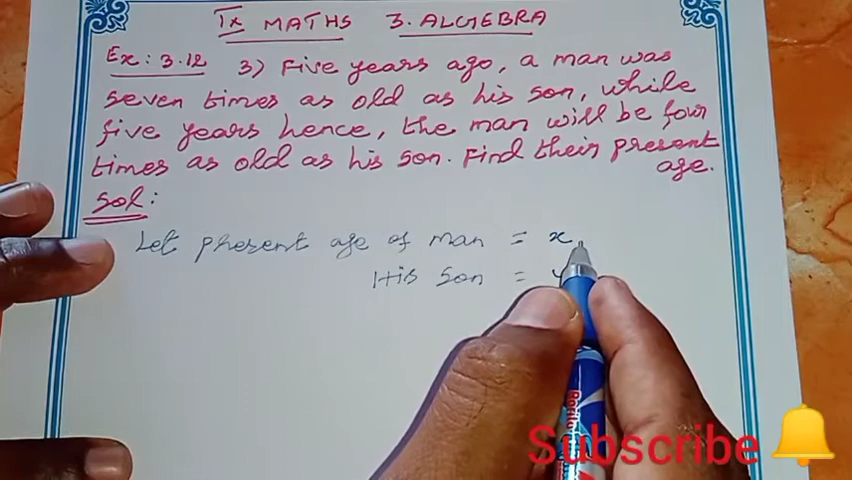 IX MATHS 3. ALGEBRA
Ex: 3.12 3) Five years ago, a man was
seven times as old as his son, while
five years hence, the man will be four
times as old as his son. Find their present
age.
Sol:
Let present age of man = x
His son = y
Subscribe